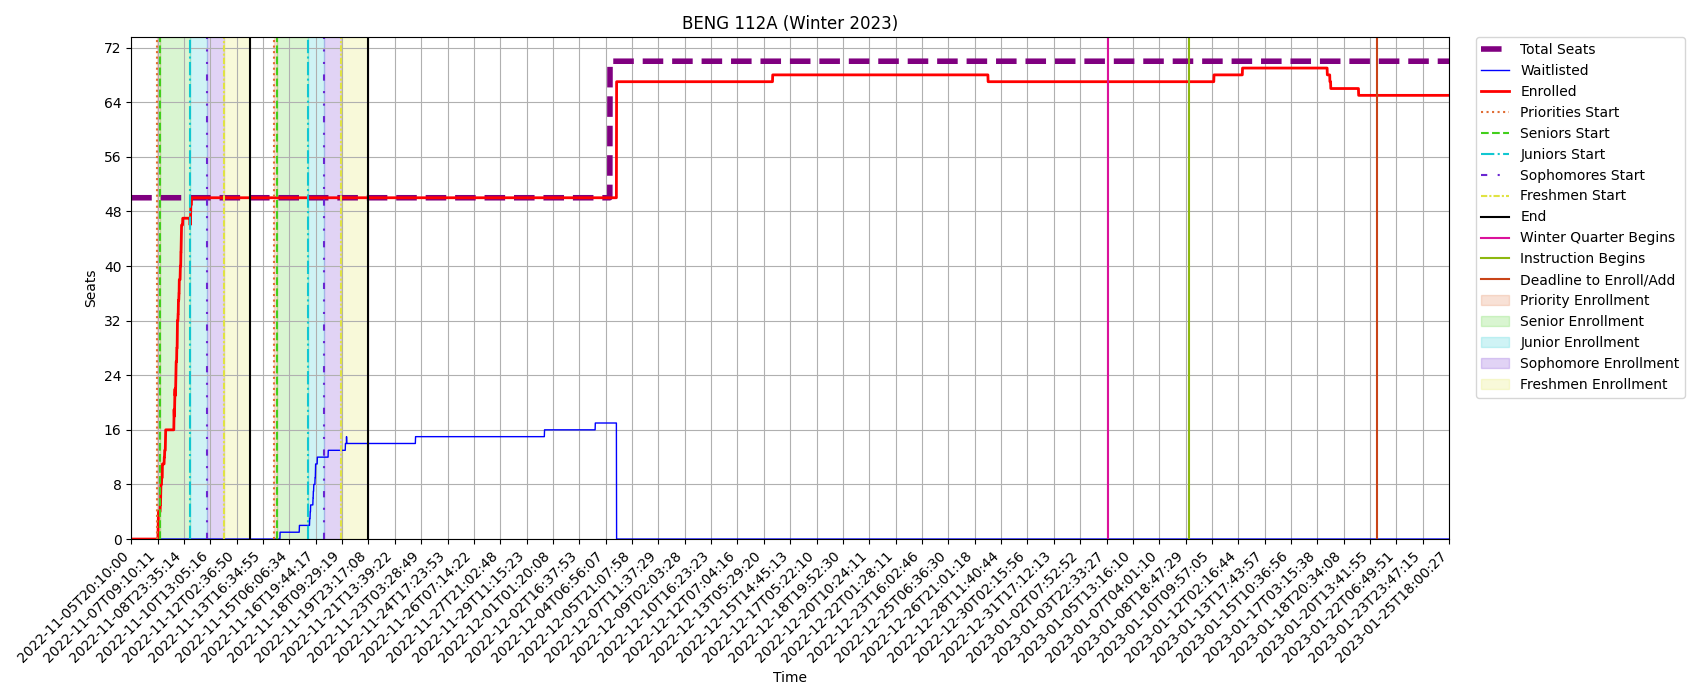 BENG 112A (Winter 2023)
Seats
72
64
56
48
40
32
24
16
8
0
2022-11-05T20:10:00
2022-11-07T09:10:11
2022-11-08T23:35:14
2022-11-10T13:05:16
2022-11-12T02:36:50
2022-11-13T16:34:55
2022-11-15T06:06:34
2022-11-16T19:44:17
2022-11-18T09:29:19
2022-11-19T23:17:08
2022-11-21T13:39:22
2022-11-23T03:28:49
2022-11-24T17:23:53
2022-11-26T07:14:22
2022-11-27T21:02:48
2022-11-29T11:15:23
2022-12-01T01:20:08
2022-12-02T16:37:53
2022-12-04T06:56:07
2022-12-05T21:07:58
2022-12-07T11:37:29
2022-12-09T02:03:28
2022-12-10T16:23:23
2022-12-12T07:04:16
2022-12-13T05:29:20
2022-12-15T14:45:13
2022-12-17T05:22:10
2022-12-18T19:52:30
2022-12-20T10:24:11
2022-12-22T01:28:11
2022-12-23T16:02:46
2022-12-25T06:36:30
2022-12-26T21:01:18
2022-12-28T11:40:44
2022-12-30T02:15:56
2022-12-31T17:12:13
2023-01-02T07:52:52
2023-01-03T22:33:27
2023-01-05T13:16:10
2023-01-07T04:01:10
2023-01-08T18:47:29
2023-01-10T09:57:05
2023-01-12T02:16:44
2023-01-13T17:43:57
2023-01-15T10:36:56
2023-01-17T03:15:38
2023-01-18T20:34:08
2023-01-20T13:41:55
2023-01-22T06:49:51
2023-01-23T23:47:15
2023-01-25T18:00:27
Time
Total Seats
Waitlisted
Enrolled
Priorities Start
Seniors Start
Juniors Start
Sophomores Start
Freshmen Start
End
Winter Quarter Begins
Instruction Begins
Deadline to Enroll/Add
Priority Enrollment
Senior Enrollment
Junior Enrollment
Sophomore Enrollment
Freshmen Enrollment